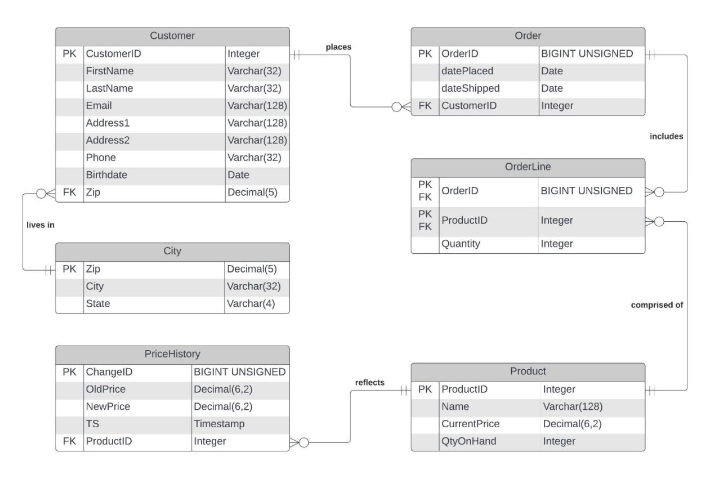 Customer
PK CustomerID Integer
FirstName Varchar(32)
LastName Varchar(32)
Email Varchar(128)
Address1 Varchar(128)
Address2 Varchar(128)
Phone Varchar(32)
Birthdate Date
FK Zip Decimal(5)
places
Order
PK OrderID BIGINT UNSIGNED
datePlaced Date
dateShipped Date
FK CustomerID Integer
includes
OrderLine
PK
FK OrderID BIGINT UNSIGNED
PK
FK ProductID Integer
Quantity Integer
lives in
City
PK Zip Decimal(5)
City Varchar(32)
State Varchar(4)
comprised of
PriceHistory
PK ChangeID BIGINT UNSIGNED
OldPrice Decimal(6,2)
NewPrice Decimal(6,2)
TS Timestamp
FK ProductID Integer
reflects
Product
PK ProductID Integer
Name Varchar(128)
CurrentPrice Decimal(6,2)
QtyOnHand Integer